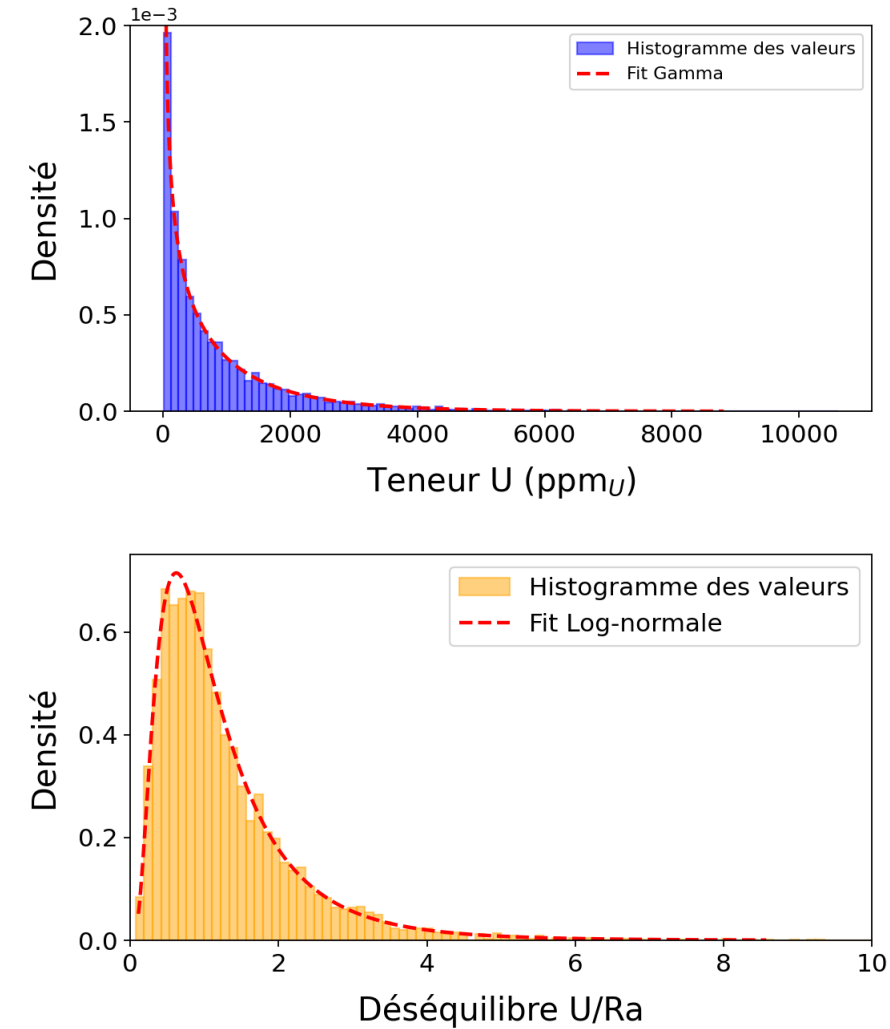 1e−3
2.0
1.5
1.0
0.5
0.0
Densité
Histogramme des valeurs
Fit Gamma
0 2000 4000 6000 8000 10000
Teneur U (ppm_U)
0.6
0.4
0.2
0.0
Densité
Histogramme des valeurs
Fit Log-normale
0 2 4 6 8 10
Déséquilibre U/Ra